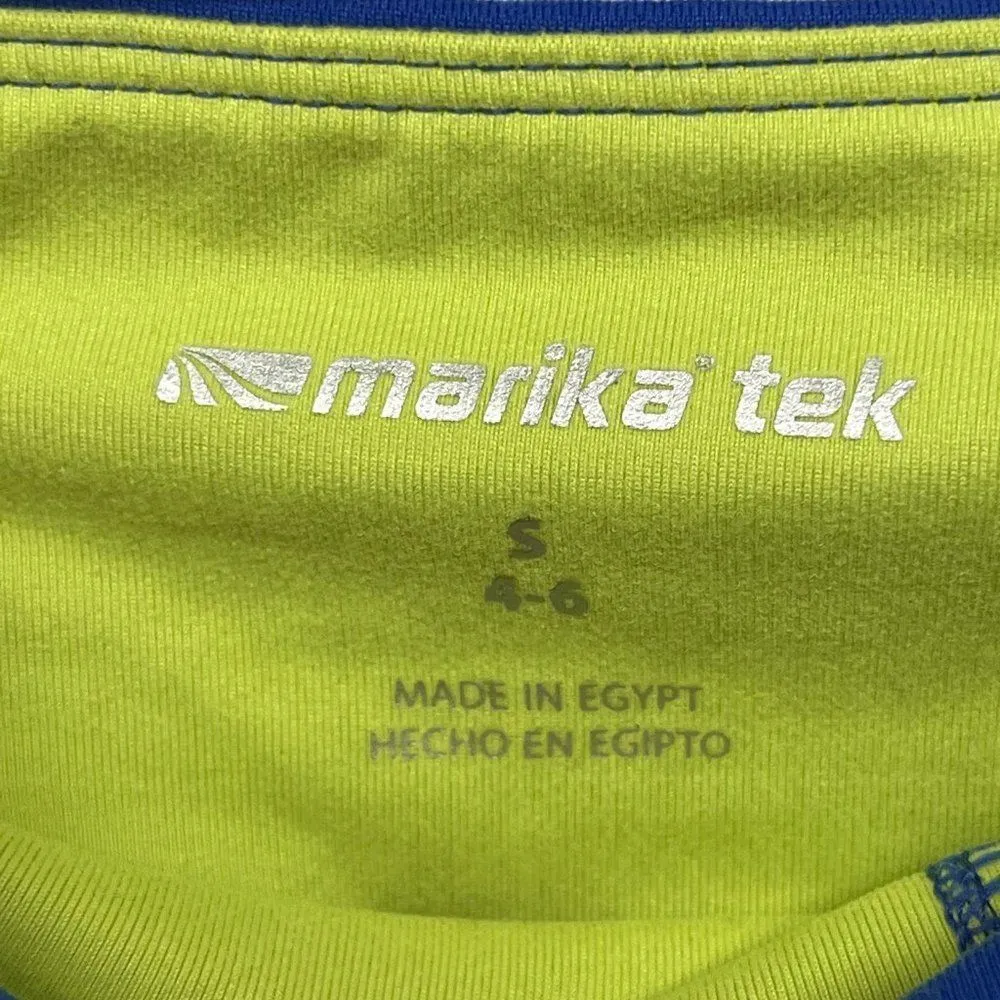 marika® tek
S
4-6
MADE IN EGYPT
HECHO EN EGIPTO